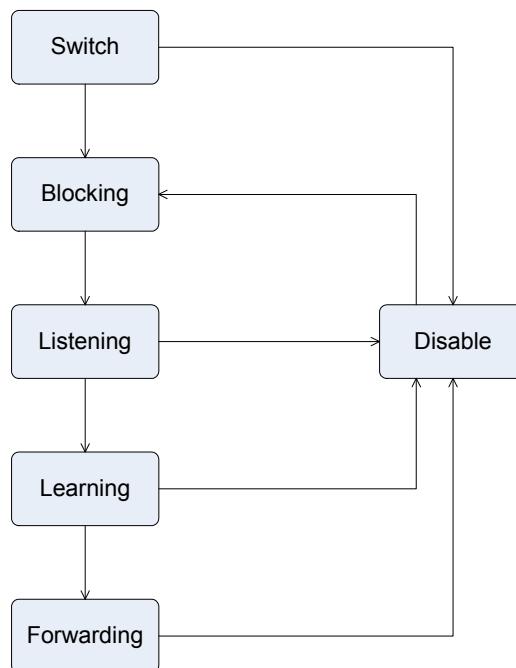 Switch
Blocking
Listening
Disable
Learning
Forwarding